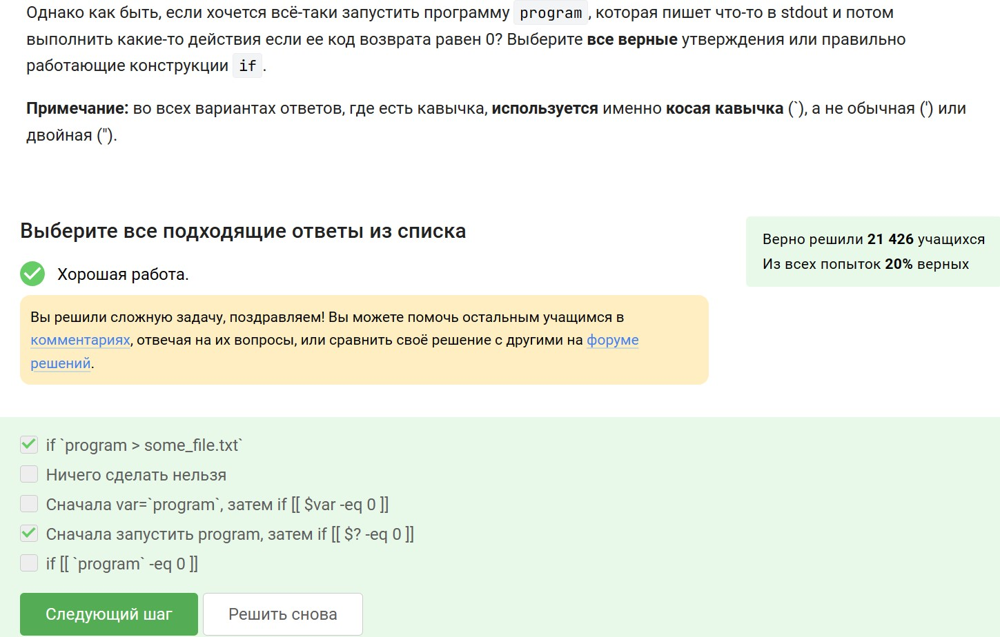 Однако как быть, если хочется всё-таки запустить программу program, которая пишет что-то в stdout и потом
выполнить какие-то действия если ее код возврата равен 0? Выберите все верные утверждения или правильно
работающие конструкции if.
Примечание: во всех вариантах ответов, где есть кавычка, используется именно косая кавычка (`), а не обычная (') или
двойная (").
Выберите все подходящие ответы из списка
Верно решили 21 426 учащихся
Из всех попыток 20% верных
Хорошая работа.
Вы решили сложную задачу, поздравляем! Вы можете помочь остальным учащимся в
комментариях, отвечая на их вопросы, или сравнить своё решение с другими на форуме
решений.
if `program > some_file.txt`
Ничего сделать нельзя
Сначала var=`program`, затем if [[ $var -eq 0 ]]
Сначала запустить program, затем if [[ $? -eq 0 ]]
if [[ `program` -eq 0 ]]
Следующий шаг
Решить снова